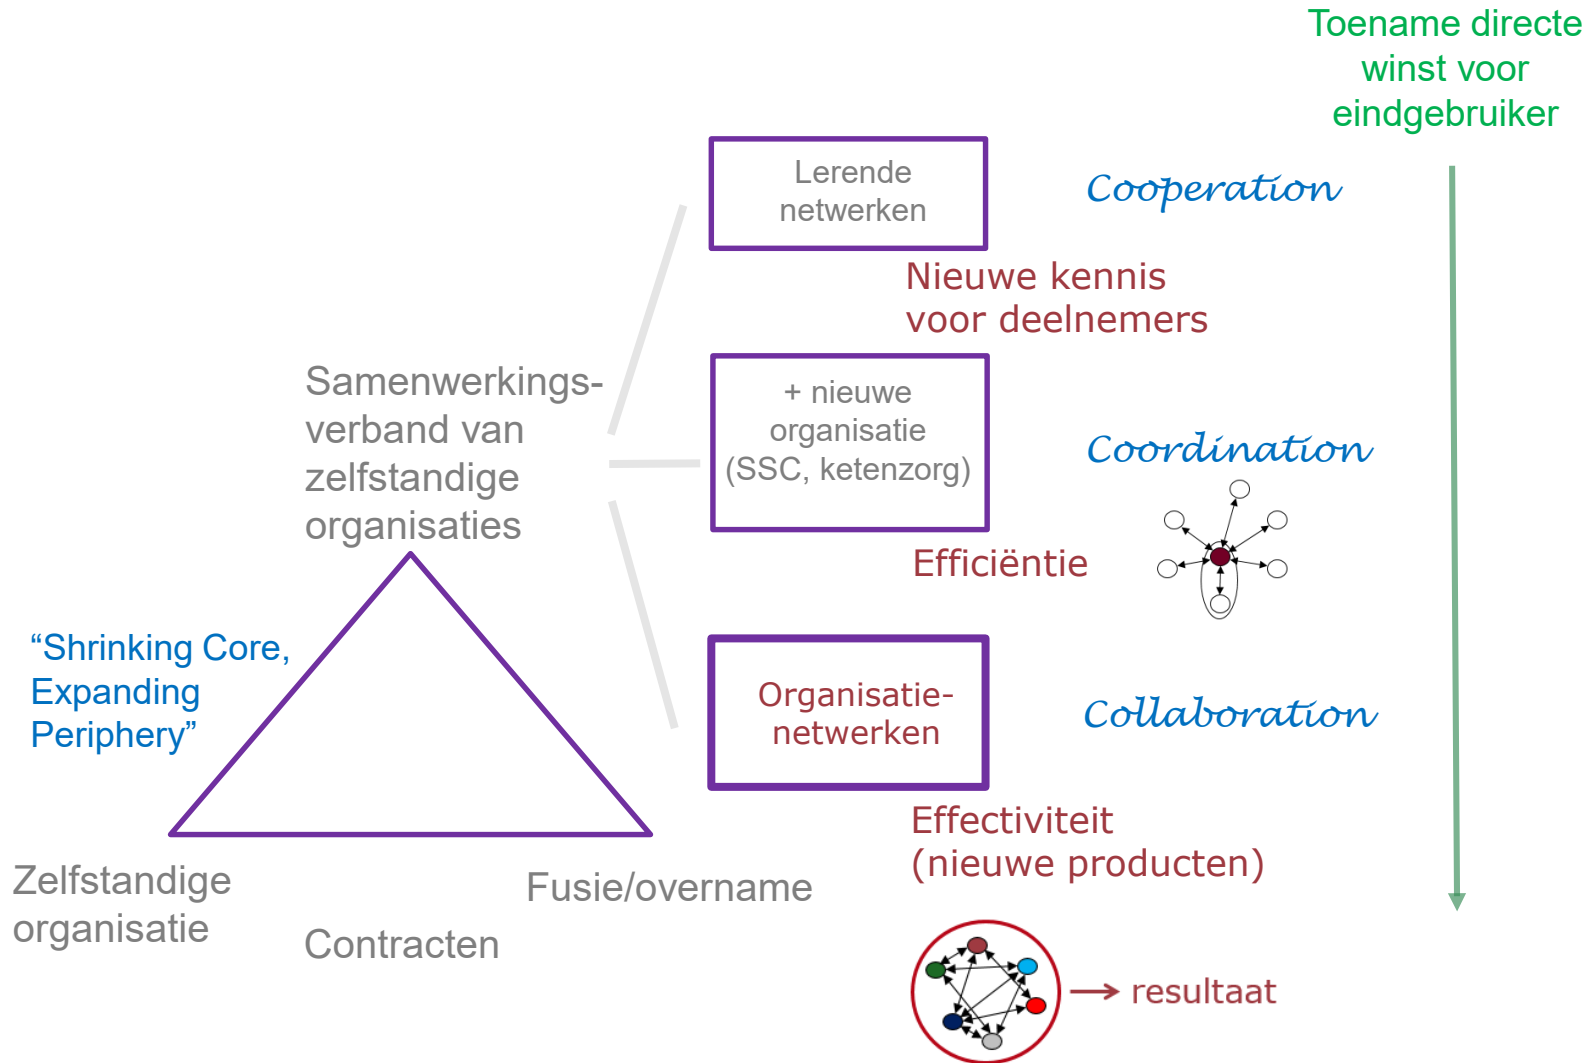 Toename directe
winst voor
eindgebruiker
Lerende
netwerken
Cooperation
Nieuwe kennis
voor deelnemers
Samenwerkings-
verband van
zelfstandige
organisaties
+ nieuwe
organisatie
(SSC, ketenzorg)
Coordination
Efficiëntie
“Shrinking Core,
Expanding
Periphery”
Organisatie-
netwerken
Collaboration
Effectiviteit
(nieuwe producten)
Zelfstandige
organisatie
Contracten
Fusie/overname
resultaat